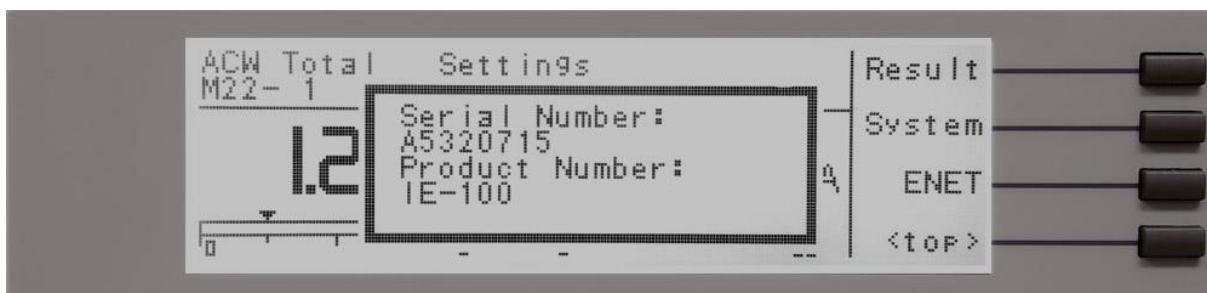 ACW Total Settings
M22- 1
1.2
0
Serial Number:
A5320715
Product Number:
IE-100
A
Result
System
ENET
<top>